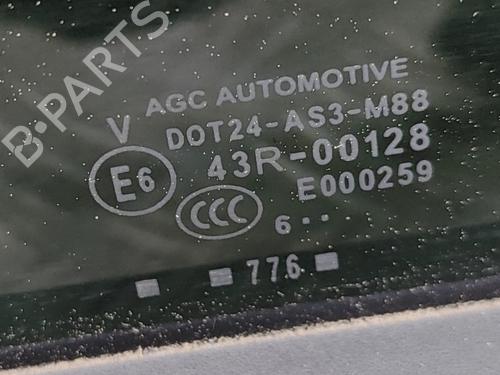 B-PARTS
AGC AUTOMOTIVE
V DOT24-AS3-M88
E6 43R-00128
CCC E000259
6··
776